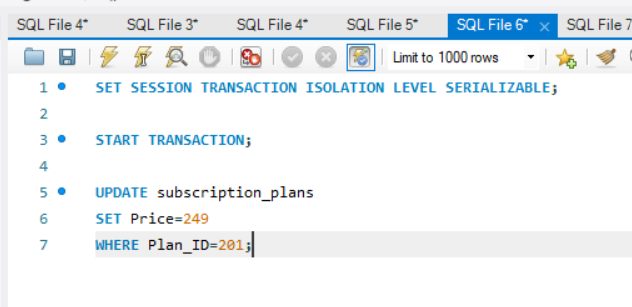 SQL File 4* SQL File 3* SQL File 4* SQL File 5* SQL File 6* SQL File 7
Limit to 1000 rows
1 SET SESSION TRANSACTION ISOLATION LEVEL SERIALIZABLE;
2
3 START TRANSACTION;
4
5 UPDATE subscription_plans
6 SET Price=249
7 WHERE Plan_ID=201;